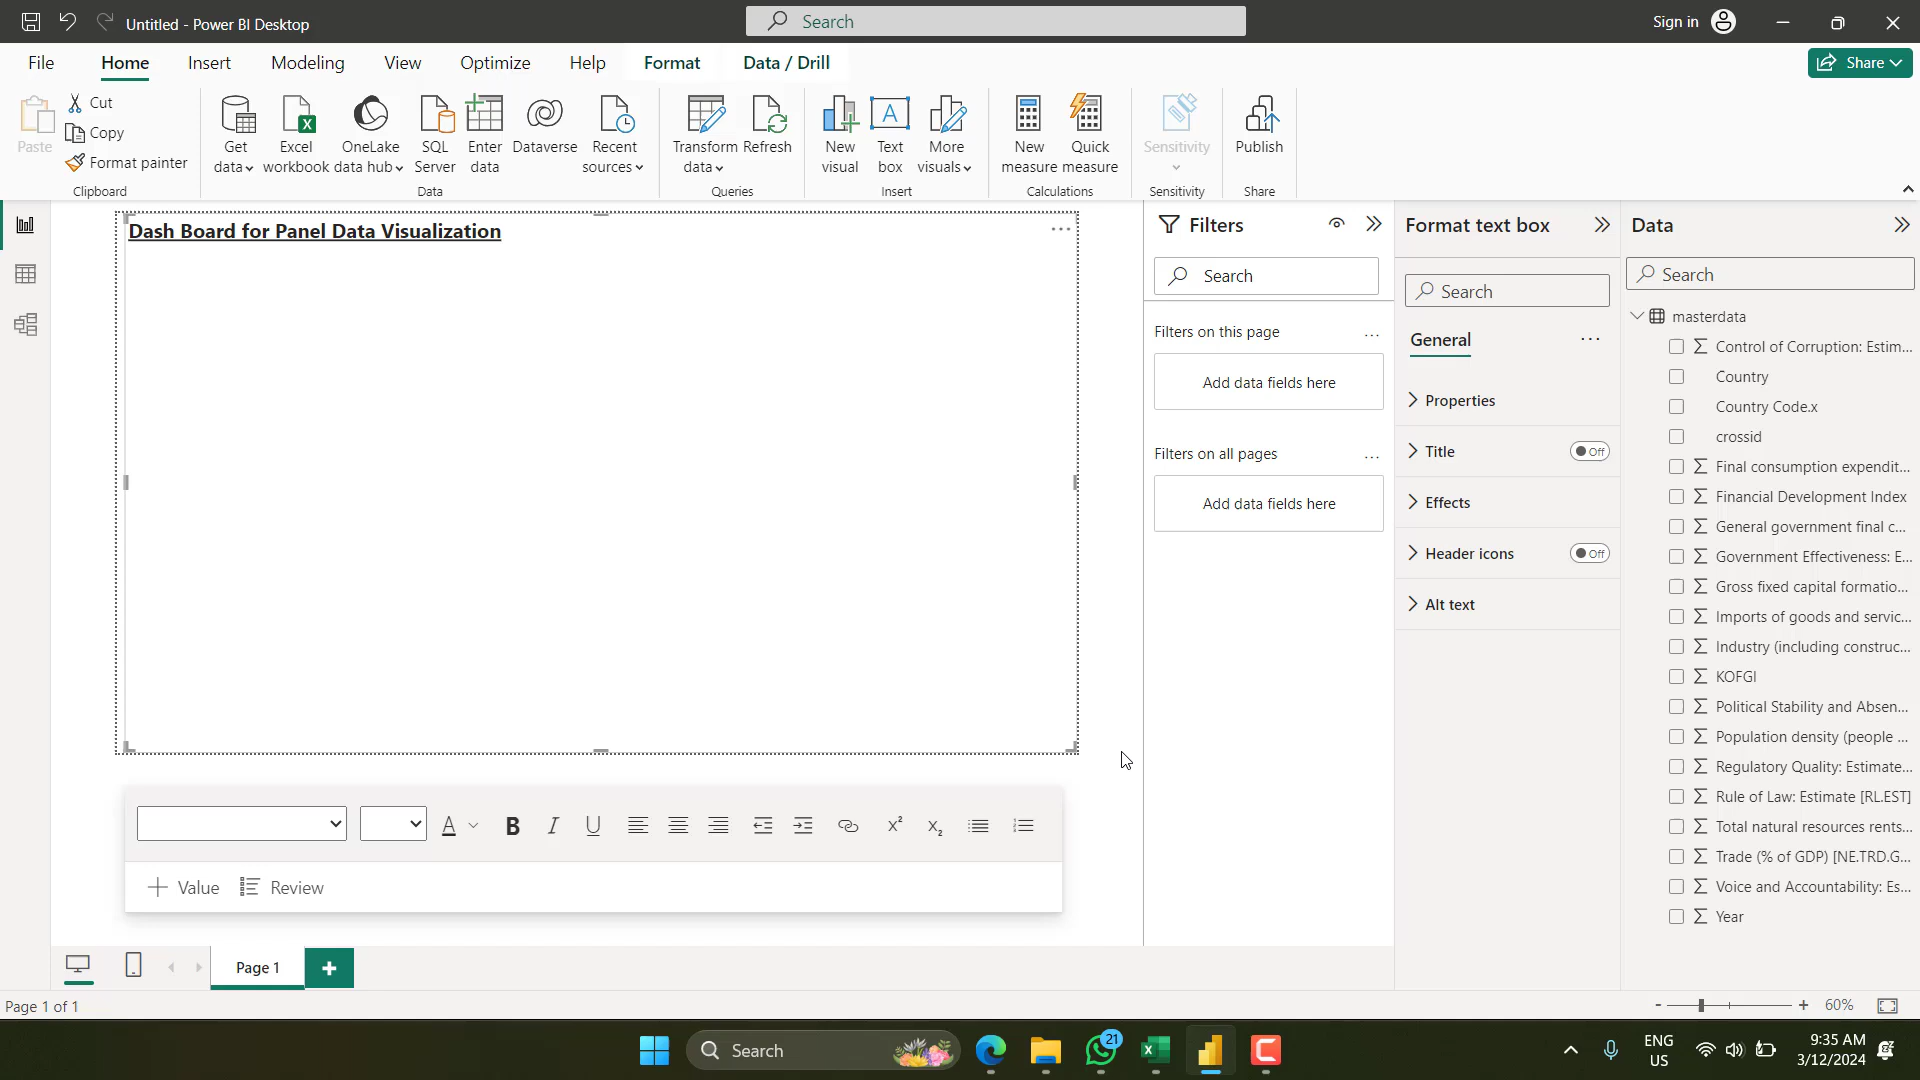 Untitled - Power BI Desktop
Search
Sign in
File Home Insert Modeling View Optimize Help Format Data / Drill
Share
Paste
Cut
Copy
Format painter
Clipboard
Get data
Excel workbook
OneLake data hub
SQL Server
Enter data
Dataverse
Recent sources
Data
Transform data
Refresh
Queries
New visual
A
Text box
More visuals
Insert
New measure
Quick measure
Calculations
Sensitivity
Sensitivity
Publish
Share
Dash Board for Panel Data Visualization
Value
Review
Filters
Search
Filters on this page
Add data fields here
Filters on all pages
Add data fields here
Format text box
Search
General
Properties
Title Off
Effects
Header icons Off
Alt text
Data
Search
masterdata
Control of Corruption: Estim...
Country
Country Code.x
crossid
Final consumption expendit...
Financial Development Index
General government final c...
Government Effectiveness: E...
Gross fixed capital formatio...
Imports of goods and servic...
Industry (including construc...
KOFGI
Political Stability and Absen...
Population density (people ...
Regulatory Quality: Estimate...
Rule of Law: Estimate [RL.EST]
Total natural resources rents...
Trade (% of GDP) [NE.TRD.G...
Voice and Accountability: Es...
Year
Page 1
Page 1 of 1
60%
Search
21
ENG
US
9:35 AM
3/12/2024